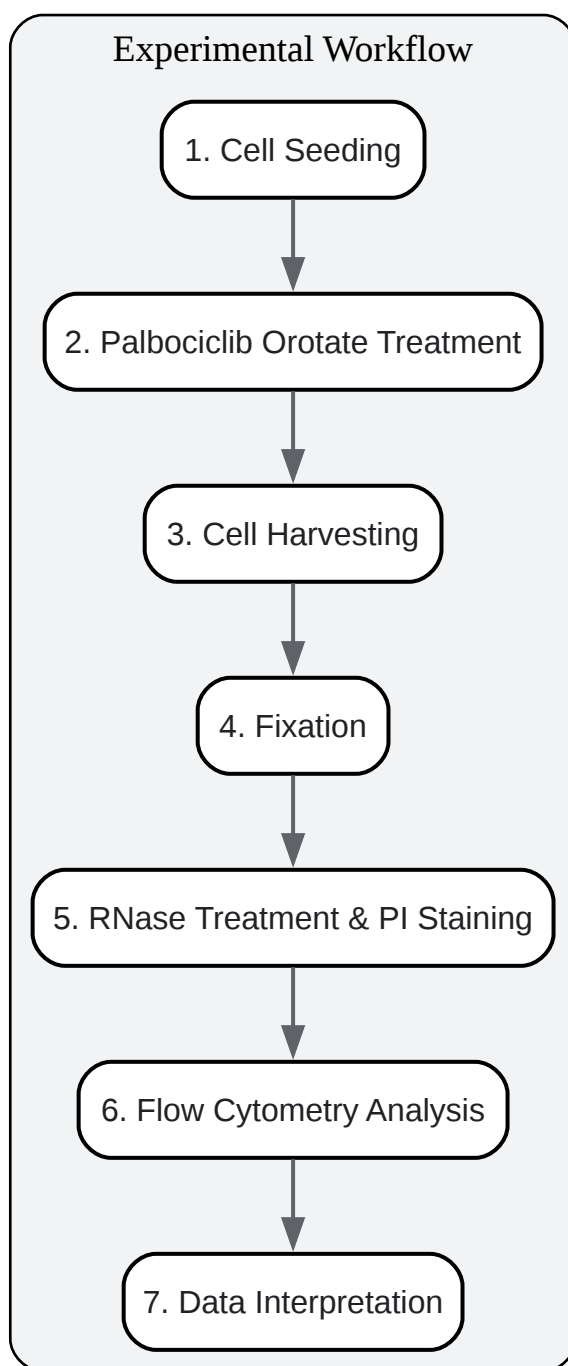 Experimental Workflow
1. Cell Seeding
2. Palbociclib Orotate Treatment
3. Cell Harvesting
4. Fixation
5. RNase Treatment & PI Staining
6. Flow Cytometry Analysis
7. Data Interpretation